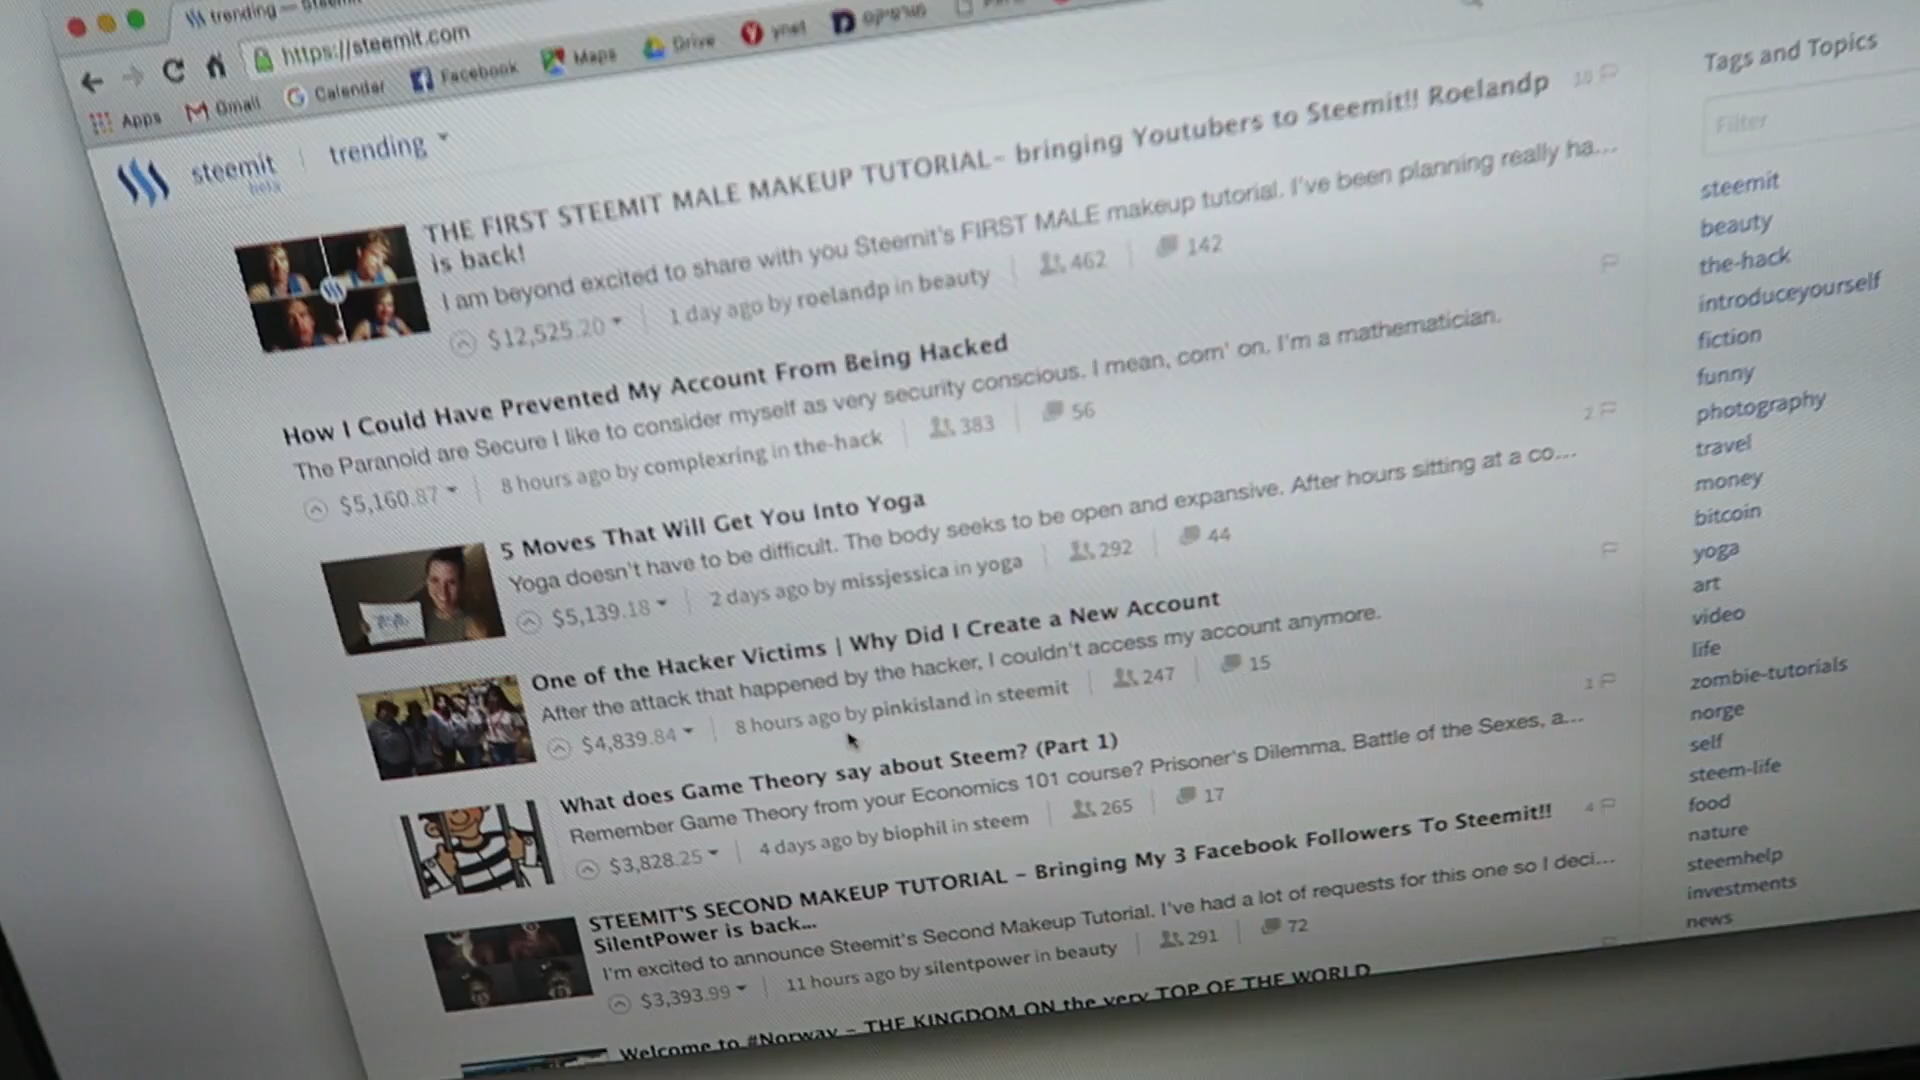 trending —
https://steemit.com
Apps Gmail Calendar Facebook Maps Drive ynet
steemit beta trending
THE FIRST STEEMIT MALE MAKEUP TUTORIAL- bringing Youtubers to Steemit!! Roelandp
is back!
10
I am beyond excited to share with you Steemit's FIRST MALE makeup tutorial. I've been planning really ha...
$12,525.20 1 day ago by roelandp in beauty 462 142
How I Could Have Prevented My Account From Being Hacked
The Paranoid are Secure I like to consider myself as very security conscious. I mean, com' on. I'm a mathematician.
$5,160.87 8 hours ago by complexring in the-hack 383 56
5 Moves That Will Get You Into Yoga
2
Yoga doesn't have to be difficult. The body seeks to be open and expansive. After hours sitting at a co...
$5,139.18 2 days ago by missjessica in yoga 292 44
One of the Hacker Victims | Why Did I Create a New Account
After the attack that happened by the hacker, I couldn't access my account anymore.
$4,839.84 8 hours ago by pinkisland in steemit 247 15
What does Game Theory say about Steem? (Part 1)
1
Remember Game Theory from your Economics 101 course? Prisoner's Dilemma, Battle of the Sexes, a...
$3,828.25 4 days ago by biophil in steem 265 17
STEEMIT'S SECOND MAKEUP TUTORIAL - Bringing My 3 Facebook Followers To Steemit!!
SilentPower is back...
4
I'm excited to announce Steemit's Second Makeup Tutorial. I've had a lot of requests for this one so I deci...
$3,393.99 11 hours ago by silentpower in beauty 291 72
Welcome to #Norway - THE KINGDOM ON the very TOP OF THE WORLD
Tags and Topics
Filter
steemit
beauty
the-hack
introduceyourself
fiction
funny
photography
travel
money
bitcoin
yoga
art
video
life
zombie-tutorials
norge
self
steem-life
food
nature
steemhelp
investments
news